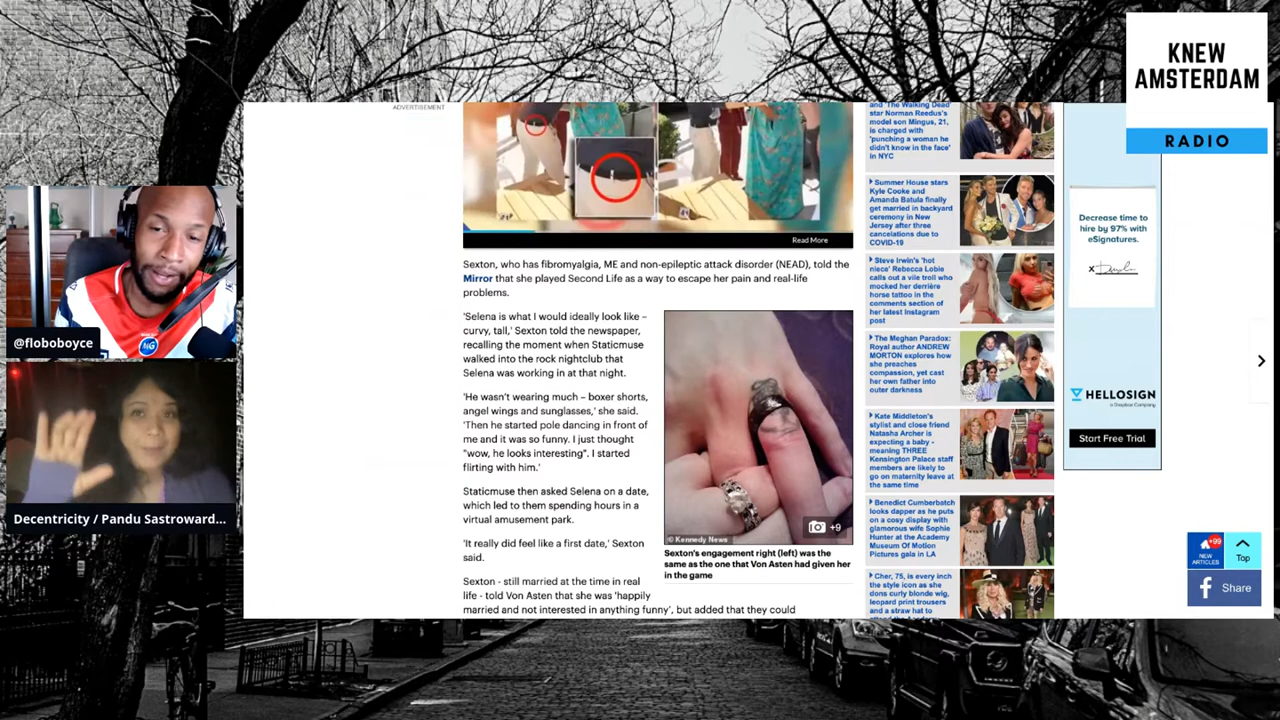 KNEW
AMSTERDAM
RADIO
@floboboyce
Decentricity / Pandu Sastroward...
ADVERTISEMENT
Read More
Sexton, who has fibromyalgia, ME and non-epileptic attack disorder (NEAD), told the
Mirror that she played Second Life as a way to escape her pain and real-life
problems.
'Selena is what I would ideally look like –
curvy, tall,' Sexton told the newspaper,
recalling the moment when Staticmuse
walked into the rock nightclub that
Selena was working in at that night.
'He wasn't wearing much – boxer shorts,
angel wings and sunglasses,' she said.
'Then he started pole dancing in front of
me and it was so funny. I just thought
"wow, he looks interesting". I started
flirting with him.'
Staticmuse then asked Selena on a date,
which led to them spending hours in a
virtual amusement park.
'It really did feel like a first date,' Sexton
said.
Sexton - still married at the time in real
life - told Von Asten that she was 'happily
married and not interested in anything funny', but added that they could
+9
© Kennedy News
Sexton's engagement right (left) was the
same as the one that Von Asten had given her
in the game
and 'The Walking Dead'
star Norman Reedus's
model son Mingus, 21,
is charged with
'punching a woman he
didn't know in the face'
in NYC
Summer House stars
Kyle Cooke and
Amanda Batula finally
get married in backyard
ceremony in New
Jersey after three
cancelations due to
COVID-19
Steve Irwin's 'hot
niece' Rebecca Lobie
calls out a vile troll who
mocked her derrière
horse tattoo in the
comments section of
her latest Instagram
post
The Meghan Paradox:
Royal author ANDREW
MORTON explores how
she preaches
compassion, yet cast
her own father into
outer darkness
Kate Middleton's
stylist and close friend
Natasha Archer is
expecting a baby -
meaning THREE
Kensington Palace staff
members are likely to
go on maternity leave at
the same time
Benedict Cumberbatch
looks dapper as he puts
on a cosy display with
glamorous wife Sophie
Hunter at the Academy
Museum Of Motion
Pictures gala in LA
Cher, 75, is every inch
the style icon as she
dons curly blonde wig,
leopard print trousers
and a straw hat to
Decrease time to
hire by 97% with
eSignatures.
X
HELLOSIGN
a Dropbox Company
Start Free Trial
+99
NEW
ARTICLES
Top
Share